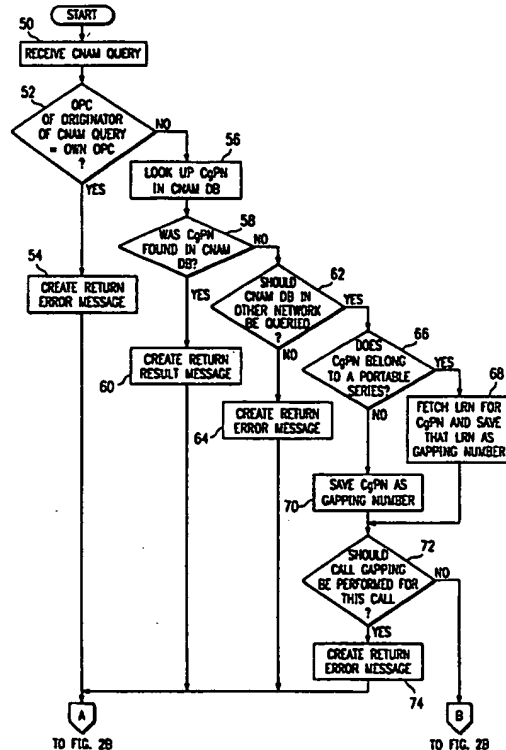 START
50
RECEIVE CNAM QUERY
52
OPC
OF ORIGINATOR
OF CNAM QUERY
= OWN OPC
?
NO
YES
56
LOOK UP CgPN
IN CNAM DB
58
WAS CgPN
FOUND IN CNAM
DB?
NO
YES
54
CREATE RETURN
ERROR MESSAGE
62
SHOULD
CNAM DB IN
OTHER NETWORK
BE QUERIED
?
YES
NO
60
CREATE RETURN
RESULT MESSAGE
66
DOES
CgPN BELONG
TO A PORTABLE
SERIES?
YES
NO
68
FETCH LRN FOR
CgPN AND SAVE
THAT LRN AS
GAPPING NUMBER
64
CREATE RETURN
ERROR MESSAGE
70
SAVE CgPN AS
GAPPING NUMBER
72
SHOULD
CALL GAPPING
BE PERFORMED FOR
THIS CALL
?
NO
YES
CREATE RETURN
ERROR MESSAGE
74
A
TO FIG. 2B
B
TO FIG. 2B